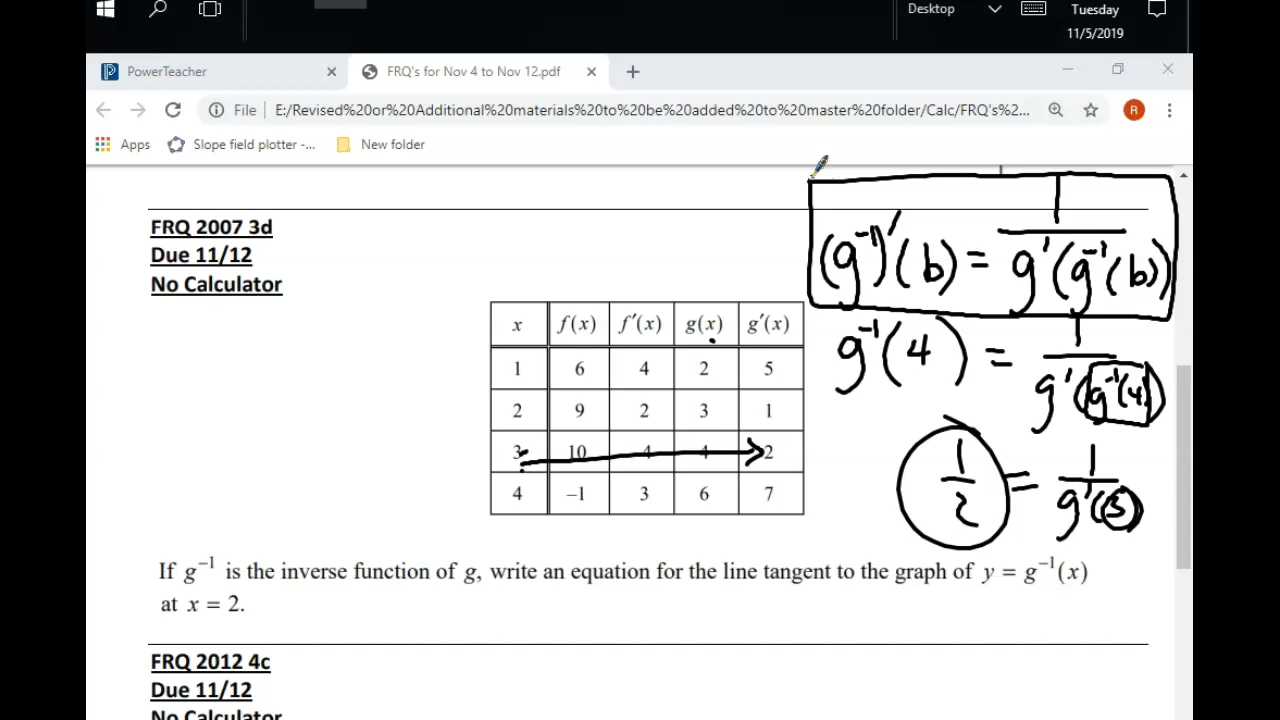 Desktop
Tuesday
11/5/2019
PowerTeacher
FRQ's for Nov 4 to Nov 12.pdf
File | E:/Revised%20or%20Additional%20materials%20to%20be%20added%20to%20master%20folder/Calc/FRQ's%2...
R
Apps
Slope field plotter -...
New folder
FRQ 2007 3d
Due 11/12
No Calculator
(g⁻¹)′(b) = 1/g′(g⁻¹(b))
g⁻¹(4) = 1/g′(g⁻¹(4))
1/2 = 1/g′(3)
x f(x) f′(x) g(x) g′(x)
1 6 4 2 5
2 9 2 3 1
3 10 4 4 2
4 –1 3 6 7
If g⁻¹ is the inverse function of g, write an equation for the line tangent to the graph of y = g⁻¹(x)
at x = 2.
FRQ 2012 4c
Due 11/12
No Calculator